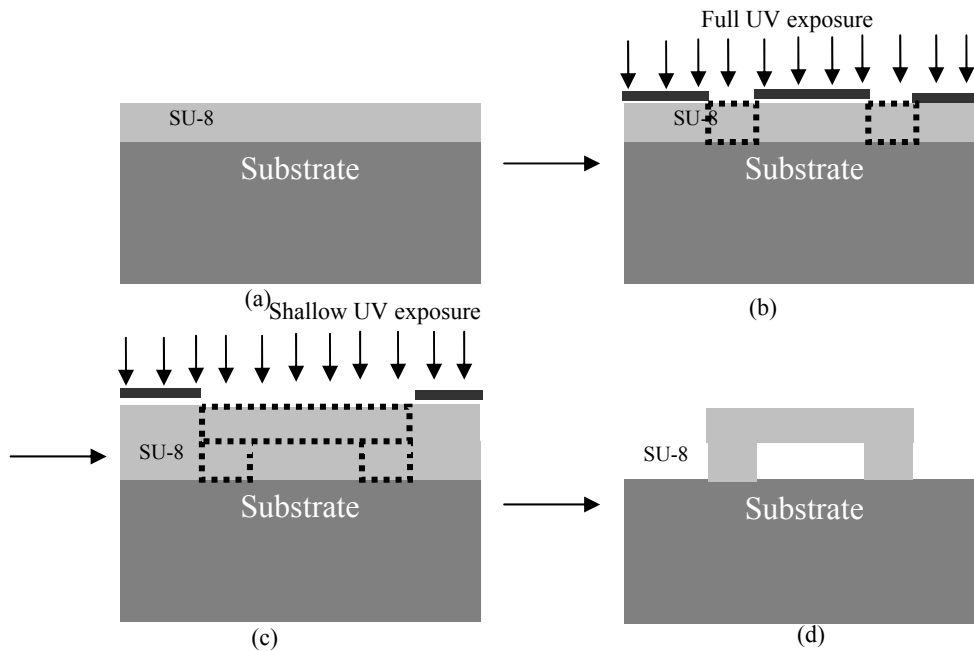 SU-8
Substrate
(a)
Full UV exposure
SU-8
Substrate
(b)
Shallow UV exposure
SU-8
Substrate
(c)
SU-8
Substrate
(d)